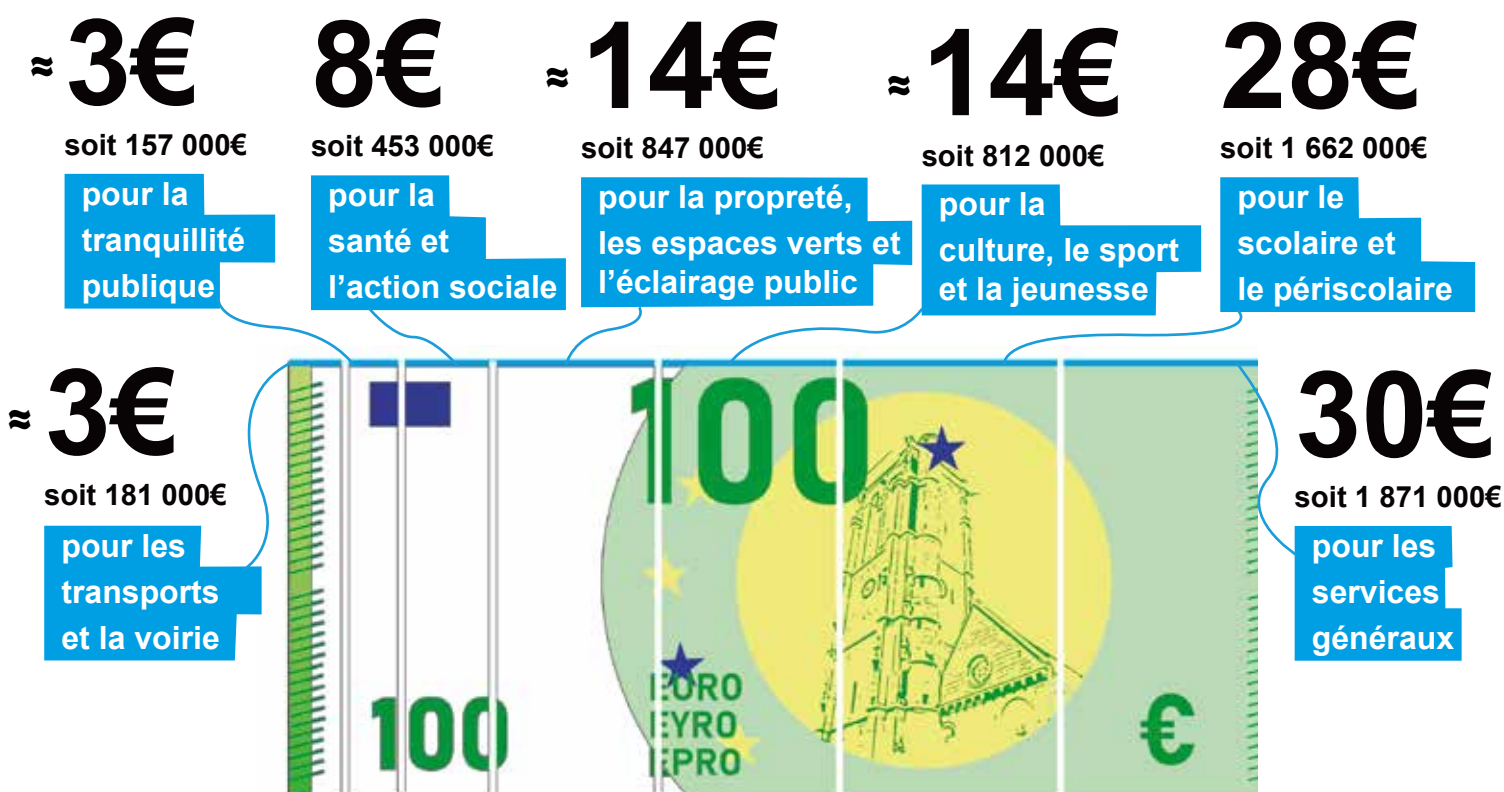 ≈ 3€
soit 157 000€
pour la
tranquillité
publique
8€
soit 453 000€
pour la
santé et
l'action sociale
≈ 14€
soit 847 000€
pour la propreté,
les espaces verts et
l'éclairage public
≈ 14€
soit 812 000€
pour la
culture, le sport
et la jeunesse
28€
soit 1 662 000€
pour le
scolaire et
le périscolaire
≈ 3€
soit 181 000€
pour les
transports
et la voirie
30€
soit 1 871 000€
pour les
services
généraux
100
100
EURO
EYRO
EPRO
€